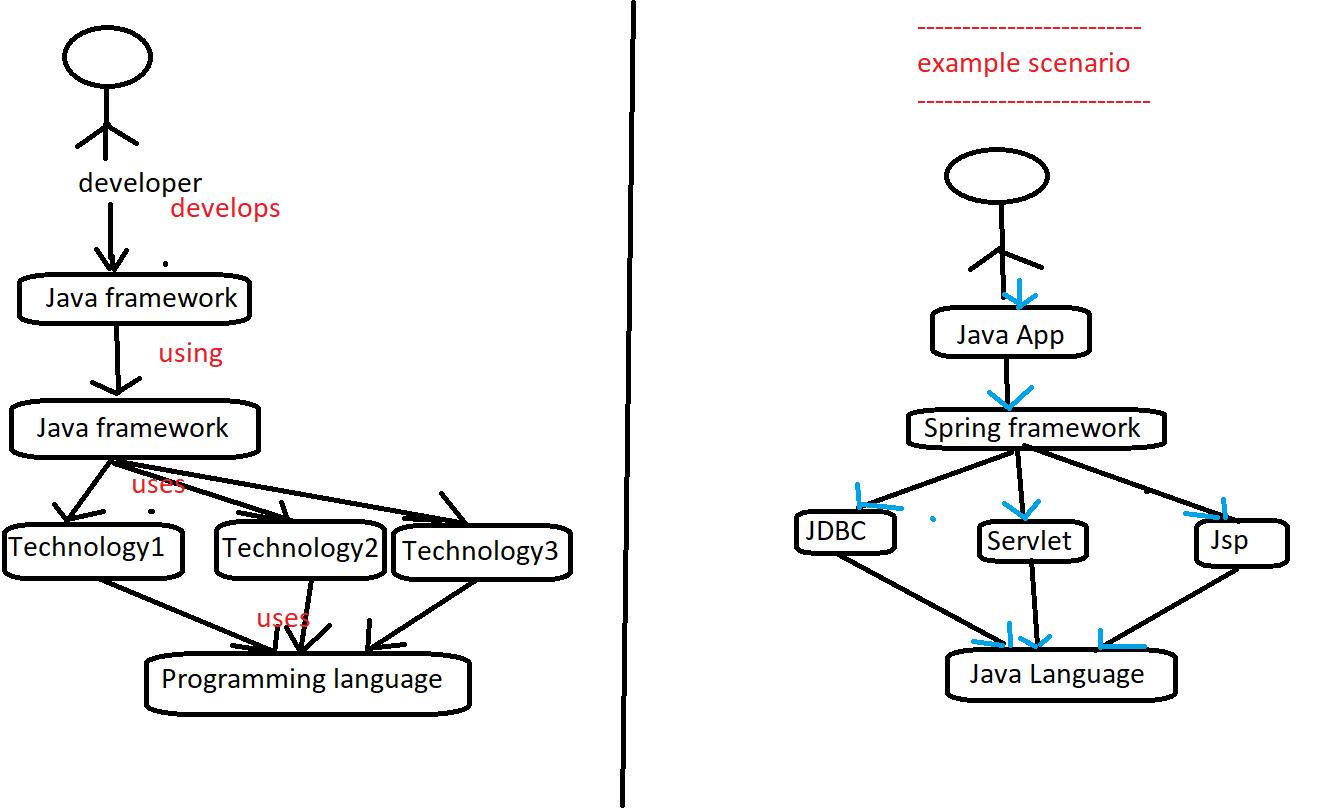 developer
develops
Java framework
using
Java framework
uses
Technology1
Technology2
Technology3
uses
Programming language
--------------------------
example scenario
---------------------------
Java App
Spring framework
JDBC
Servlet
Jsp
Java Language